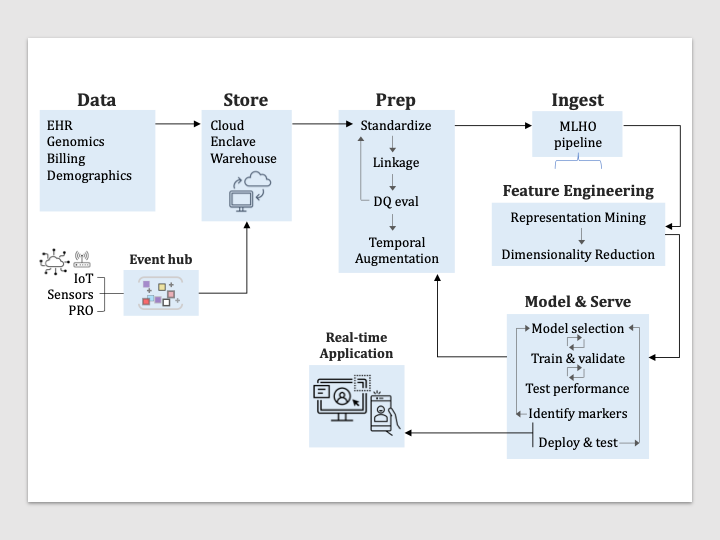 Data
EHR
Genomics
Billing
Demographics
Store
Cloud
Enclave
Warehouse
Prep
Standardize
Linkage
DQ eval
Temporal
Augmentation
Ingest
MLHO
pipeline
Feature Engineering
Representation Mining
Dimensionality Reduction
Event hub
IoT
Sensors
PRO
Model & Serve
Model selection
Train & validate
Test performance
Identify markers
Deploy & test
Real-time
Application